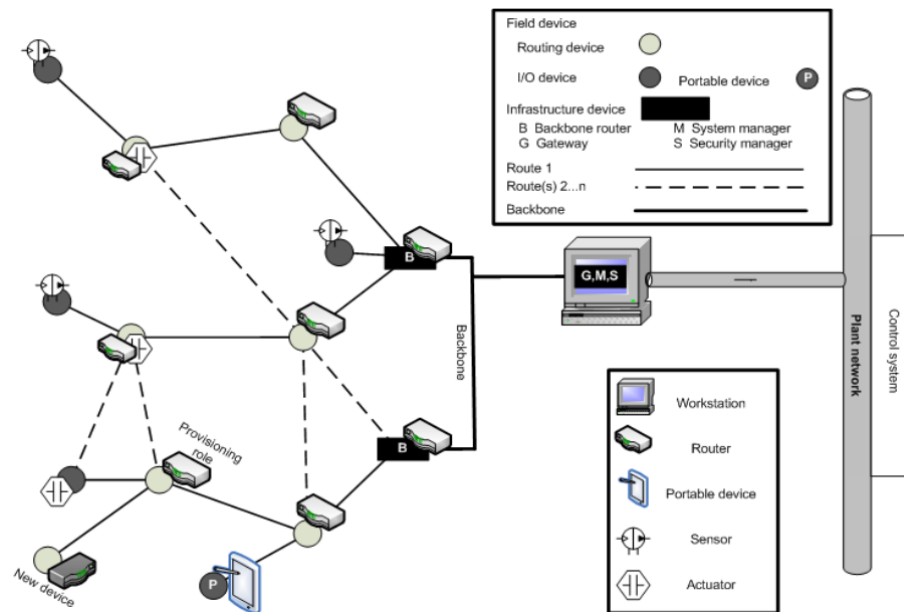 Field device
Routing device
I/O device
Portable device
P
Infrastructure device
B Backbone router
M System manager
G Gateway
S Security manager
Route 1
Route(s) 2...n
Backbone
B
G,M,S
Backbone
Plant network
Control system
B
Provisioning
role
New device
P
Workstation
Router
Portable device
Sensor
Actuator